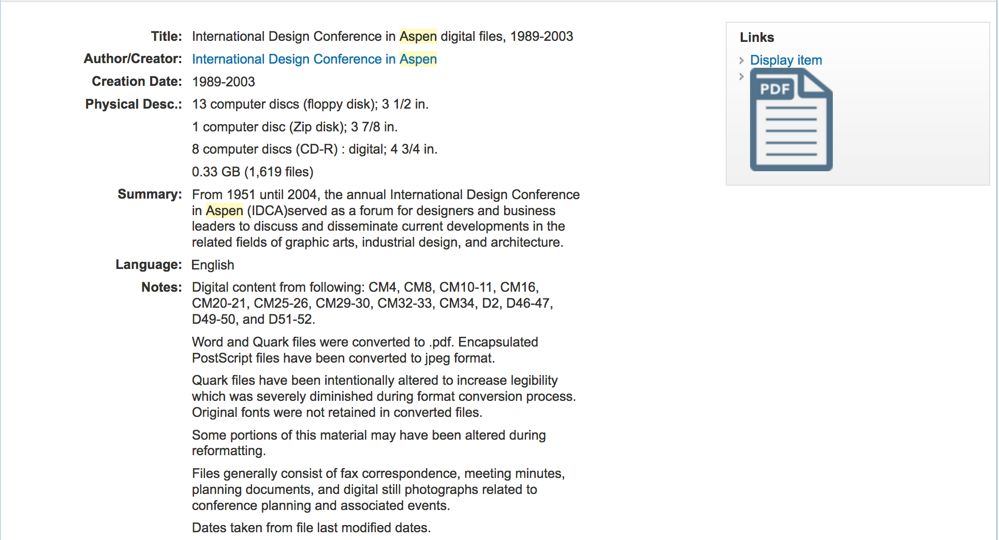 Title: International Design Conference in Aspen digital files, 1989-2003
Author/Creator: International Design Conference in Aspen
Creation Date: 1989-2003
Physical Desc.: 13 computer discs (floppy disk); 3 1/2 in.
1 computer disc (Zip disk); 3 7/8 in.
8 computer discs (CD-R) : digital; 4 3/4 in.
0.33 GB (1,619 files)
Summary: From 1951 until 2004, the annual International Design Conference
in Aspen (IDCA)served as a forum for designers and business
leaders to discuss and disseminate current developments in the
related fields of graphic arts, industrial design, and architecture.
Language: English
Notes: Digital content from following: CM4, CM8, CM10-11, CM16,
CM20-21, CM25-26, CM29-30, CM32-33, CM34, D2, D46-47,
D49-50, and D51-52.
Word and Quark files were converted to .pdf. Encapsulated
PostScript files have been converted to jpeg format.
Quark files have been intentionally altered to increase legibility
which was severely diminished during format conversion process.
Original fonts were not retained in converted files.
Some portions of this material may have been altered during
reformatting.
Files generally consist of fax correspondence, meeting minutes,
planning documents, and digital still photographs related to
conference planning and associated events.
Dates taken from file last modified dates.
Links
Display item
PDF